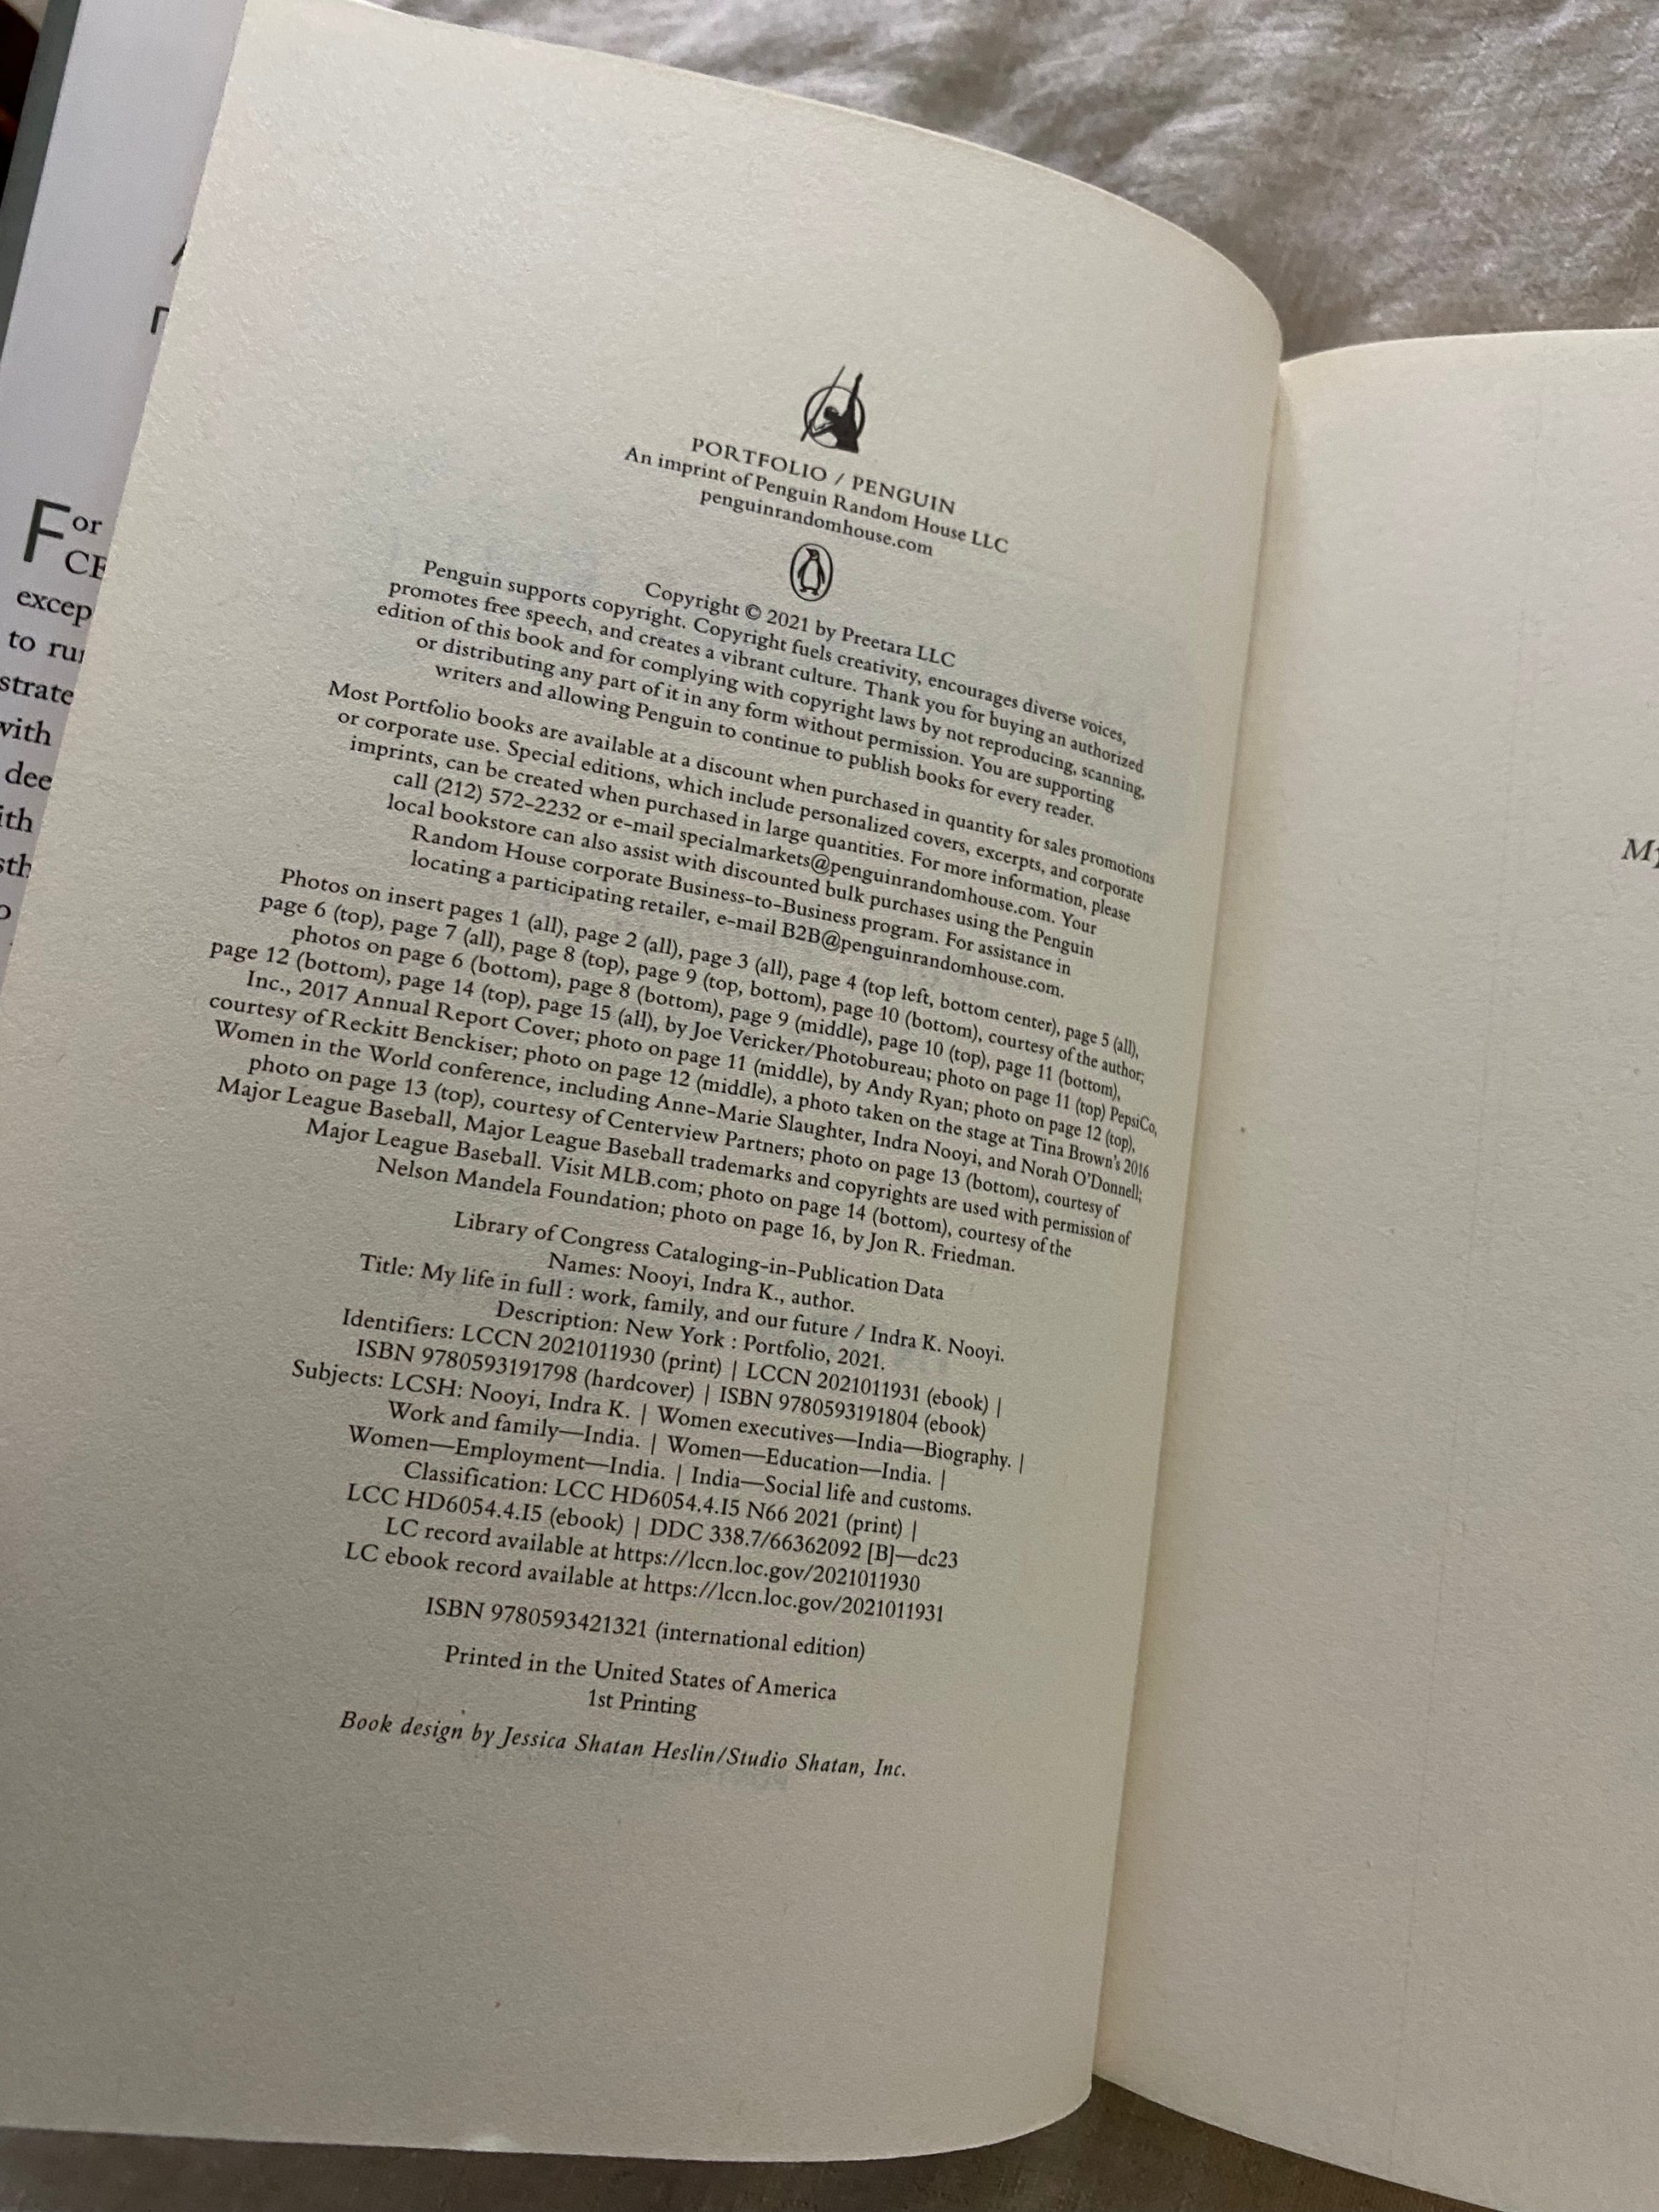 For
CE
excep
to
strate
with
dee
ith
sth
PORTFOLIO / PENGUIN
An imprint of Penguin Random House LLC
penguinrandomhouse.com
Copyright © 2021 by Preetara LLC
Penguin supports copyright. Copyright fuels creativity, encourages diverse voices,
promotes free speech, and creates a vibrant culture. Thank you for buying an authorized
edition of this book and for complying with copyright laws by not reproducing, scanning,
or distributing any part of it in any form without permission. You are supporting
writers and allowing Penguin to continue to publish books for every reader.
Most Portfolio books are available at a discount when purchased in quantity for sales promotions
or corporate use. Special editions, which include personalized covers, excerpts, and corporate
imprints, can be created when purchased in large quantities. For more information, please
call (212) 572-2232 or e-mail specialmarkets@penguinrandomhouse.com. Your
local bookstore can also assist with discounted bulk purchases using the Penguin
Random House corporate Business-to-Business program. For assistance in
locating a participating retailer, e-mail B2B@penguinrandomhouse.com.
Photos on insert pages 1 (all), page 2 (all), page 3 (all), page 4 (top left, bottom center), page 5 (all),
page 6 (top), page 7 (all), page 8 (top), page 9 (top, bottom), page 10 (bottom), courtesy of the author;
photos on page 6 (bottom), page 8 (bottom), page 9 (middle), page 10 (top), page 11 (bottom),
page 12 (bottom), page 14 (top), page 15 (all), by Joe Vericker/Photobureau; photo on page 11 (top) PepsiCo,
Inc., 2017 Annual Report Cover; photo on page 11 (middle), by Andy Ryan; photo on page 12 (top),
courtesy of Reckitt Benckiser; photo on page 12 (middle), a photo taken on the stage at Tina Brown's 2016
Women in the World conference, including Anne-Marie Slaughter, Indra Nooyi, and Norah O'Donnell;
photo on page 13 (top), courtesy of Centerview Partners; photo on page 13 (bottom), courtesy of
Major League Baseball, Major League Baseball trademarks and copyrights are used with permission of
Major League Baseball. Visit MLB.com; photo on page 14 (bottom), courtesy of the
Nelson Mandela Foundation; photo on page 16, by Jon R. Friedman.
Library of Congress Cataloging-in-Publication Data
Names: Nooyi, Indra K., author.
Title: My life in full : work, family, and our future / Indra K. Nooyi.
Description: New York : Portfolio, 2021.
Identifiers: LCCN 2021011930 (print) | LCCN 2021011931 (ebook) |
ISBN 9780593191798 (hardcover) | ISBN 9780593191804 (ebook)
Subjects: LCSH: Nooyi, Indra K. | Women executives—India—Biography. |
Work and family—India. | Women—Education—India. |
Women—Employment—India. | India—Social life and customs.
Classification: LCC HD6054.4.I5 N66 2021 (print) |
LCC HD6054.4.I5 (ebook) | DDC 338.7/66362092 [B]—dc23
LC record available at https://lccn.loc.gov/2021011930
LC ebook record available at https://lccn.loc.gov/2021011931
ISBN 9780593421321 (international edition)
Printed in the United States of America
1st Printing
Book design by Jessica Shatan Heslin/Studio Shatan, Inc.